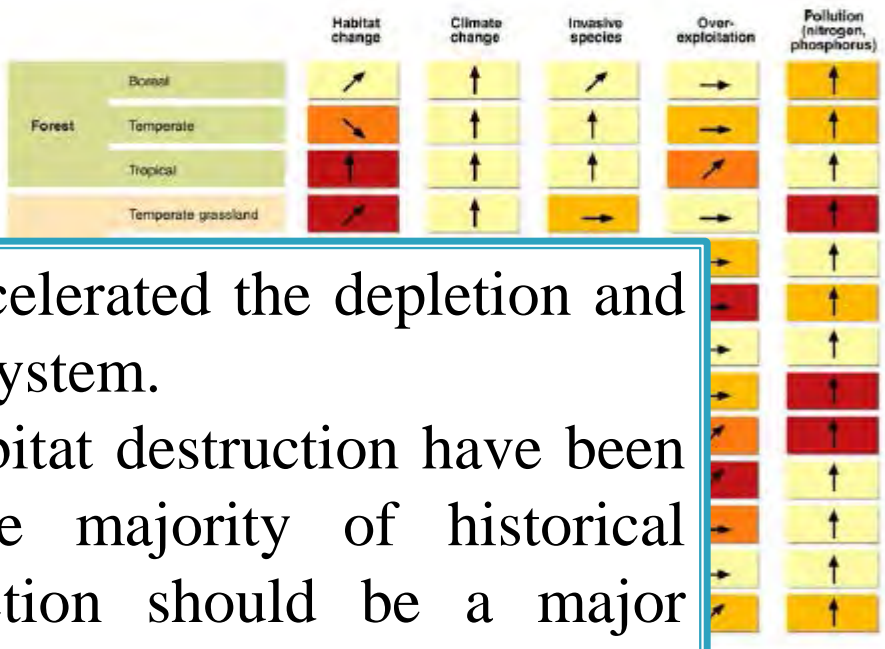 Habitat change
Climate change
Invasive species
Over-exploitation
Pollution (nitrogen, phosphorus)
Boreal
Forest
Temperate
Tropical
Temperate grassland
celerated the depletion and
ystem.
bitat destruction have been
e majority of historical
ction should be a major